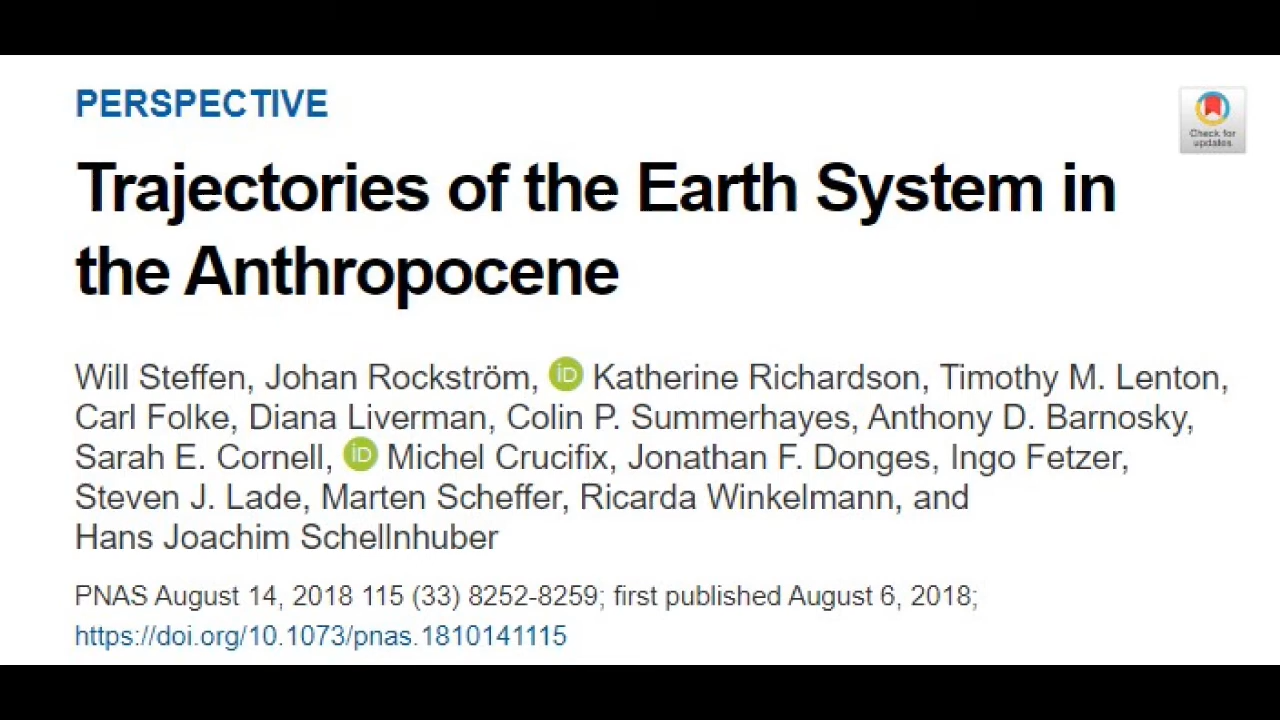 PERSPECTIVE
Check for
updates
Trajectories of the Earth System in
the Anthropocene
Will Steffen, Johan Rockström, iD Katherine Richardson, Timothy M. Lenton,
Carl Folke, Diana Liverman, Colin P. Summerhayes, Anthony D. Barnosky,
Sarah E. Cornell, iD Michel Crucifix, Jonathan F. Donges, Ingo Fetzer,
Steven J. Lade, Marten Scheffer, Ricarda Winkelmann, and
Hans Joachim Schellnhuber
PNAS August 14, 2018 115 (33) 8252-8259; first published August 6, 2018;
https://doi.org/10.1073/pnas.1810141115